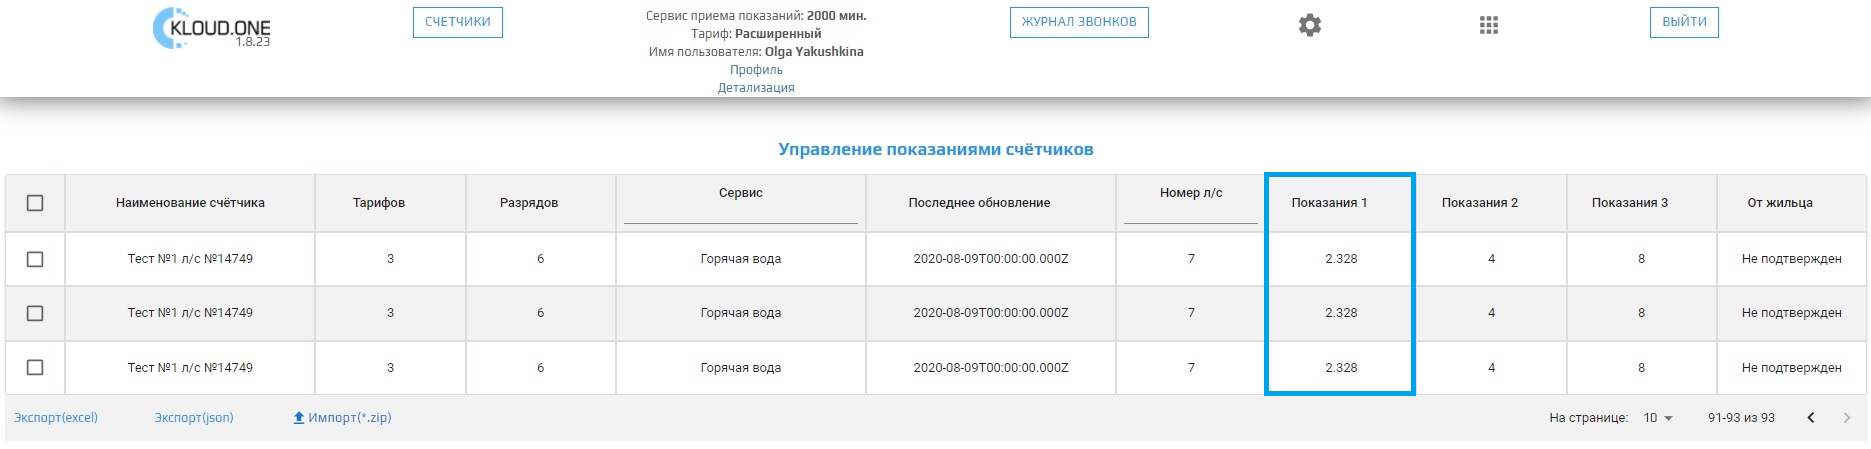 KLOUD.ONE
1.8.23
СЧЕТЧИКИ
Сервис приема показаний: 2000 мин.
Тариф: Расширенный
Имя пользователя: Olga Yakushkina
Профиль
Детализация
ЖУРНАЛ ЗВОНКОВ
ВЫЙТИ
Управление показаниями счётчиков
Наименование счётчика Тарифов Разрядов Сервис Последнее обновление Номер л/с Показания 1 Показания 2 Показания 3 От жильца
Тест №1 л/с №14749 3 6 Горячая вода 2020-08-09T00:00:00.000Z 7 2.328 4 8 Не подтвержден
Тест №1 л/с №14749 3 6 Горячая вода 2020-08-09T00:00:00.000Z 7 2.328 4 8 Не подтвержден
Тест №1 л/с №14749 3 6 Горячая вода 2020-08-09T00:00:00.000Z 7 2.328 4 8 Не подтвержден
Экспорт(excel) Экспорт(json) Импорт(*.zip) На странице: 10 91-93 из 93